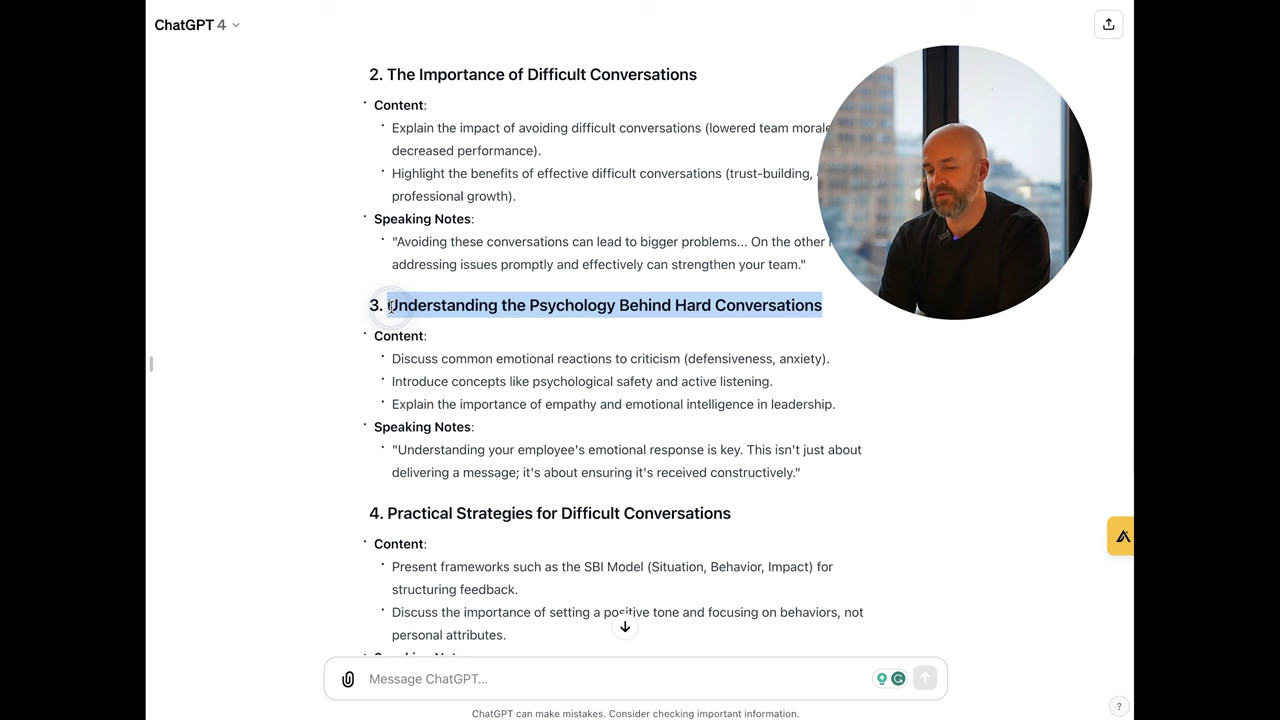 ChatGPT 4
2. The Importance of Difficult Conversations
Content:
Explain the impact of avoiding difficult conversations (lowered team morale
decreased performance).
Highlight the benefits of effective difficult conversations (trust-building,
professional growth).
Speaking Notes:
"Avoiding these conversations can lead to bigger problems... On the other
addressing issues promptly and effectively can strengthen your team."
3. Understanding the Psychology Behind Hard Conversations
Content:
Discuss common emotional reactions to criticism (defensiveness, anxiety).
Introduce concepts like psychological safety and active listening.
Explain the importance of empathy and emotional intelligence in leadership.
Speaking Notes:
"Understanding your employee's emotional response is key. This isn't just about
delivering a message; it's about ensuring it's received constructively."
4. Practical Strategies for Difficult Conversations
Content:
Present frameworks such as the SBI Model (Situation, Behavior, Impact) for
structuring feedback.
Discuss the importance of setting a positive tone and focusing on behaviors, not
personal attributes.
Message ChatGPT...
ChatGPT can make mistakes. Consider checking important information.
?